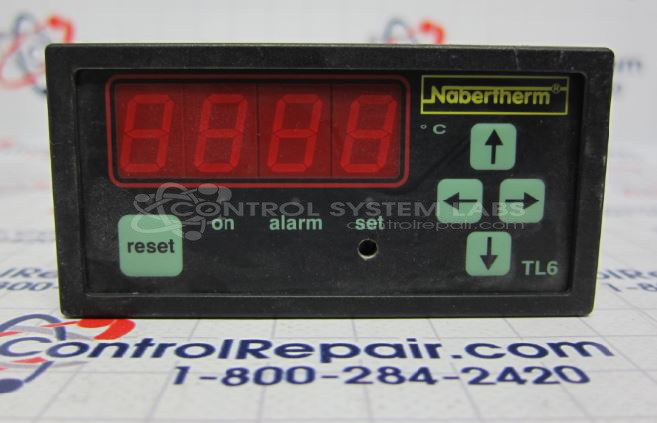 Nabertherm®
°C
CONTROL SYSTEM LABS
controlrepair.com
on alarm set
reset
TL6
ControlRepair.com
1-800-284-2420